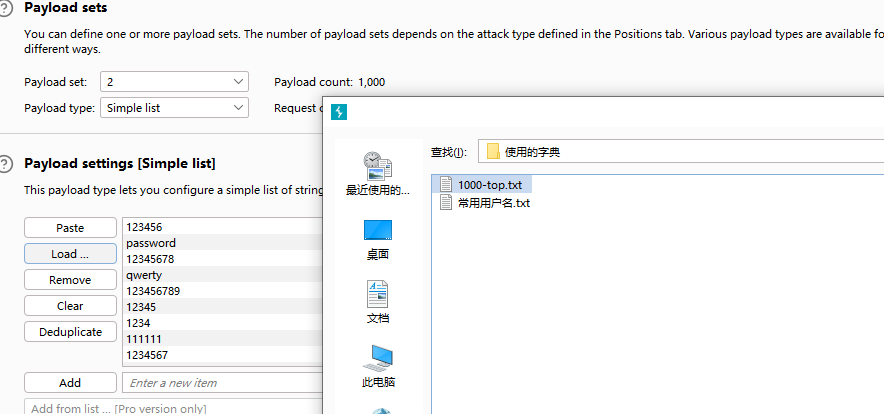 Payload sets
You can define one or more payload sets. The number of payload sets depends on the attack type defined in the Positions tab. Various payload types are available fo
different ways.
Payload set: 2 Payload count: 1,000
Payload type: Simple list Request c
Payload settings [Simple list]
This payload type lets you configure a simple list of string
Paste
Load ...
Remove
Clear
Deduplicate
123456
password
12345678
qwerty
123456789
12345
1234
111111
1234567
Add Enter a new item
Add from list ... [Pro version only]
查找(I): 使用的字典
最近使用的...
桌面
文档
此电脑
1000-top.txt
常用用户名.txt